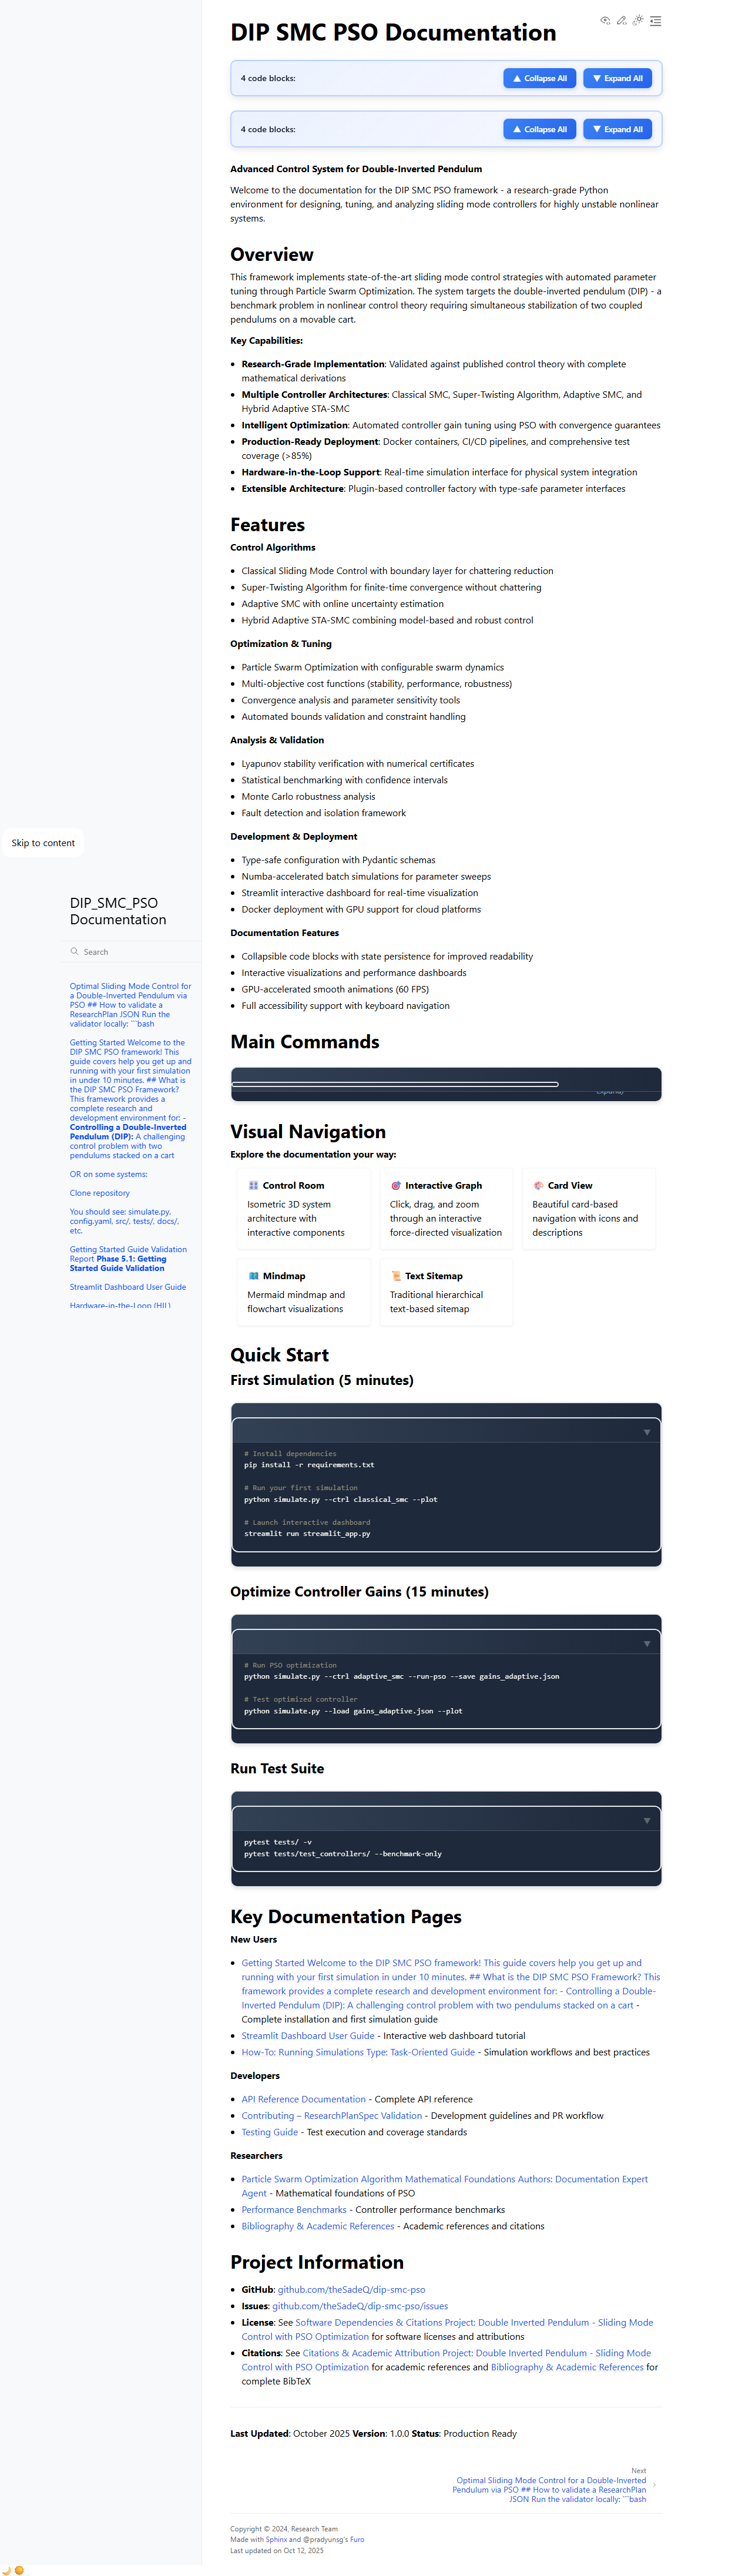 DIP SMC PSO Documentation
4 code blocks:
▲ Collapse All
▼ Expand All
4 code blocks:
▲ Collapse All
▼ Expand All
Advanced Control System for Double-Inverted Pendulum
Welcome to the documentation for the DIP SMC PSO framework - a research-grade Python
environment for designing, tuning, and analyzing sliding mode controllers for highly unstable nonlinear
systems.
Overview
This framework implements state-of-the-art sliding mode control strategies with automated parameter
tuning through Particle Swarm Optimization. The system targets the double-inverted pendulum (DIP) - a
benchmark problem in nonlinear control theory requiring simultaneous stabilization of two coupled
pendulums on a movable cart.
Key Capabilities:
• Research-Grade Implementation: Validated against published control theory with complete
mathematical derivations
• Multiple Controller Architectures: Classical SMC, Super-Twisting Algorithm, Adaptive SMC, and
Hybrid Adaptive STA-SMC
• Intelligent Optimization: Automated controller gain tuning using PSO with convergence guarantees
• Production-Ready Deployment: Docker containers, CI/CD pipelines, and comprehensive test
coverage (>85%)
• Hardware-in-the-Loop Support: Real-time simulation interface for physical system integration
• Extensible Architecture: Plugin-based controller factory with type-safe parameter interfaces
Features
Control Algorithms
• Classical Sliding Mode Control with boundary layer for chattering reduction
• Super-Twisting Algorithm for finite-time convergence without chattering
• Adaptive SMC with online uncertainty estimation
• Hybrid Adaptive STA-SMC combining model-based and robust control
Optimization & Tuning
• Particle Swarm Optimization with configurable swarm dynamics
• Multi-objective cost functions (stability, performance, robustness)
• Convergence analysis and parameter sensitivity tools
• Automated bounds validation and constraint handling
Analysis & Validation
• Lyapunov stability verification with numerical certificates
• Statistical benchmarking with confidence intervals
• Monte Carlo robustness analysis
• Fault detection and isolation framework
Development & Deployment
• Type-safe configuration with Pydantic schemas
• Numba-accelerated batch simulations for parameter sweeps
• Streamlit interactive dashboard for real-time visualization
• Docker deployment with GPU support for cloud platforms
Documentation Features
• Collapsible code blocks with state persistence for improved readability
• Interactive visualizations and performance dashboards
• GPU-accelerated smooth animations (60 FPS)
• Full accessibility support with keyboard navigation
Main Commands
Visual Navigation
Explore the documentation your way:
Control Room
Isometric 3D system
architecture with
interactive components
Interactive Graph
Click, drag, and zoom
through an interactive
force-directed visualization
Card View
Beautiful card-based
navigation with icons and
descriptions
Mindmap
Mermaid mindmap and
flowchart visualizations
Text Sitemap
Traditional hierarchical
text-based sitemap
Quick Start
First Simulation (5 minutes)
# Install dependencies
pip install -r requirements.txt
# Run your first simulation
python simulate.py --ctrl classical_smc --plot
# Launch interactive dashboard
streamlit run streamlit_app.py
Optimize Controller Gains (15 minutes)
# Run PSO optimization
python simulate.py --ctrl adaptive_smc --run-pso --save gains_adaptive.json
# Test optimized controller
python simulate.py --load gains_adaptive.json --plot
Run Test Suite
pytest tests/ -v
pytest tests/test_controllers/ --benchmark-only
Key Documentation Pages
New Users
• Getting Started Welcome to the DIP SMC PSO framework! This guide covers help you get up and
running with your first simulation in under 10 minutes. ## What is the DIP SMC PSO Framework? This
framework provides a complete research and development environment for: - Controlling a Double-
Inverted Pendulum (DIP): A challenging control problem with two pendulums stacked on a cart -
Complete installation and first simulation guide
• Streamlit Dashboard User Guide - Interactive web dashboard tutorial
• How-To: Running Simulations Type: Task-Oriented Guide - Simulation workflows and best practices
Developers
• API Reference Documentation - Complete API reference
• Contributing – ResearchPlanSpec Validation - Development guidelines and PR workflow
• Testing Guide - Test execution and coverage standards
Researchers
• Particle Swarm Optimization Algorithm Mathematical Foundations Authors: Documentation Expert
Agent - Mathematical foundations of PSO
• Performance Benchmarks - Controller performance benchmarks
• Bibliography & Academic References - Academic references and citations
Project Information
• GitHub: github.com/theSadeQ/dip-smc-pso
• Issues: github.com/theSadeQ/dip-smc-pso/issues
• License: See Software Dependencies & Citations Project: Double Inverted Pendulum - Sliding Mode
Control with PSO Optimization for software licenses and attributions
• Citations: See Citations & Academic Attribution Project: Double Inverted Pendulum - Sliding Mode
Control with PSO Optimization for academic references and Bibliography & Academic References for
complete BibTeX
Last Updated: October 2025 Version: 1.0.0 Status: Production Ready
Next
Optimal Sliding Mode Control for a Double-Inverted
Pendulum via PSO ## How to validate a ResearchPlan
JSON Run the validator locally: ```bash
Copyright © 2024, Research Team
Made with Sphinx and @pradyunsg's Furo
Last updated on Oct 12, 2025
Skip to content
DIP_SMC_PSO
Documentation
Search
Optimal Sliding Mode Control for
a Double-Inverted Pendulum via
PSO ## How to validate a
ResearchPlan JSON Run the
validator locally: ```bash
Getting Started Welcome to the
DIP SMC PSO framework! This
guide covers help you get up and
running with your first simulation
in under 10 minutes. ## What is
the DIP SMC PSO Framework?
This framework provides a
complete research and
development environment for: -
Controlling a Double-Inverted
Pendulum (DIP): A challenging
control problem with two
pendulums stacked on a cart
OR on some systems:
Clone repository
You should see: simulate.py,
config.yaml, src/, tests/, docs/,
etc.
Getting Started Guide Validation
Report Phase 5.1: Getting
Started Guide Validation
Streamlit Dashboard User Guide
Hardware-in-the-Loop (HIL)